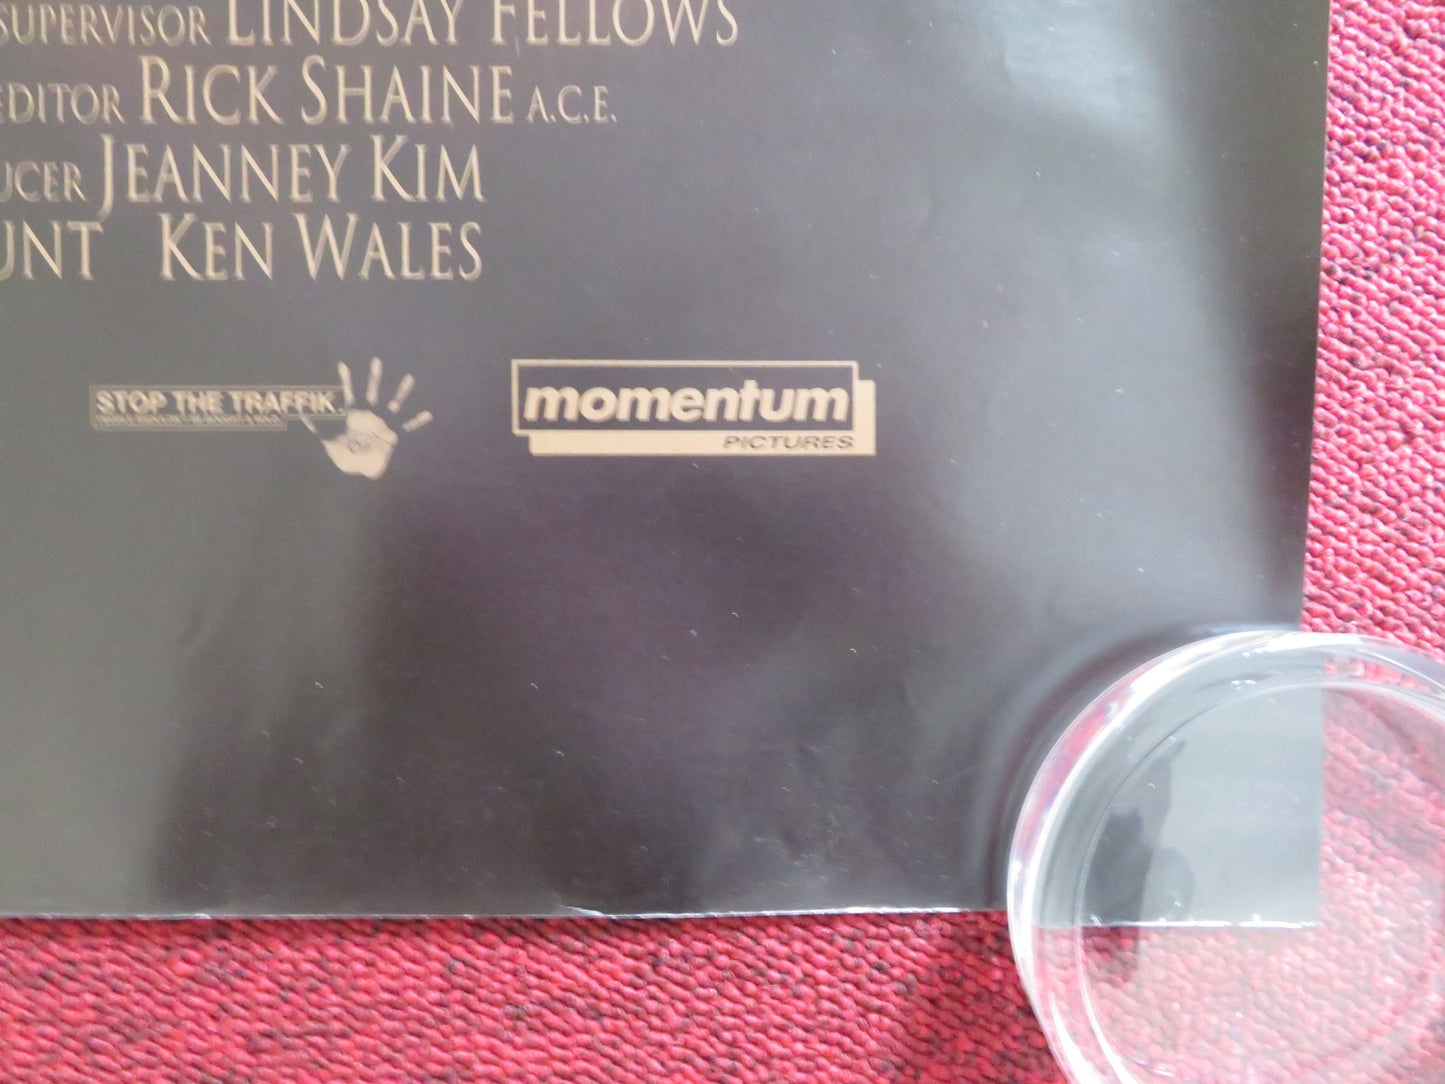 SUPERVISOR LINDSAY FELLOWS
EDITOR RICK SHAINE A.C.E.
UCER JEANNEY KIM
UNT KEN WALES
STOP THE TRAFFIK.
momentum
PICTURES